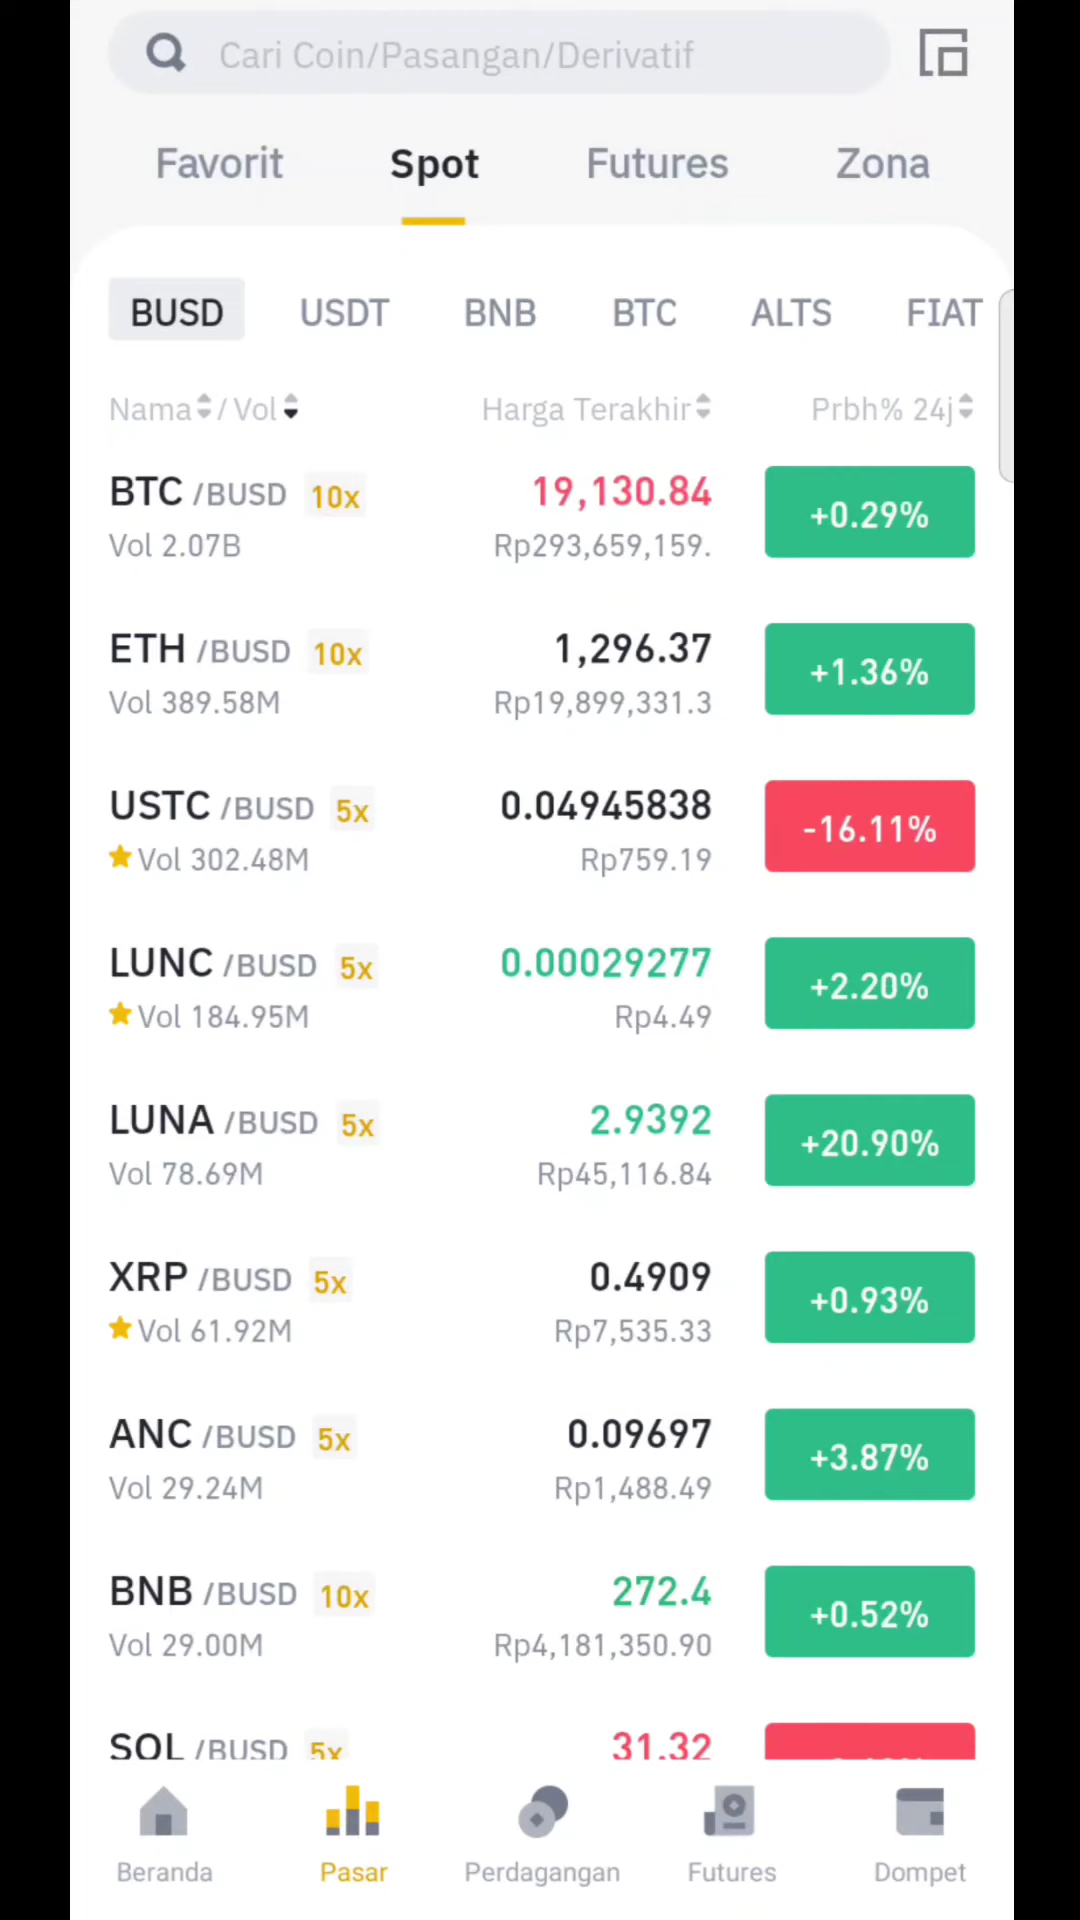 Cari Coin/Pasangan/Derivatif
Favorit Spot Futures Zona
BUSD USDT BNB BTC ALTS FIAT
Nama / Vol Harga Terakhir Prbh% 24j
BTC /BUSD 10x 19,130.84 +0.29%
Vol 2.07B Rp293,659,159.
ETH /BUSD 10x 1,296.37 +1.36%
Vol 389.58M Rp19,899,331.3
USTC /BUSD 5x 0.04945838 -16.11%
Vol 302.48M Rp759.19
LUNC /BUSD 5x 0.00029277 +2.20%
Vol 184.95M Rp4.49
LUNA /BUSD 5x 2.9392 +20.90%
Vol 78.69M Rp45,116.84
XRP /BUSD 5x 0.4909 +0.93%
Vol 61.92M Rp7,535.33
ANC /BUSD 5x 0.09697 +3.87%
Vol 29.24M Rp1,488.49
BNB /BUSD 10x 272.4 +0.52%
Vol 29.00M Rp4,181,350.90
SOL /BUSD 5x 31.32
Beranda Pasar Perdagangan Futures Dompet